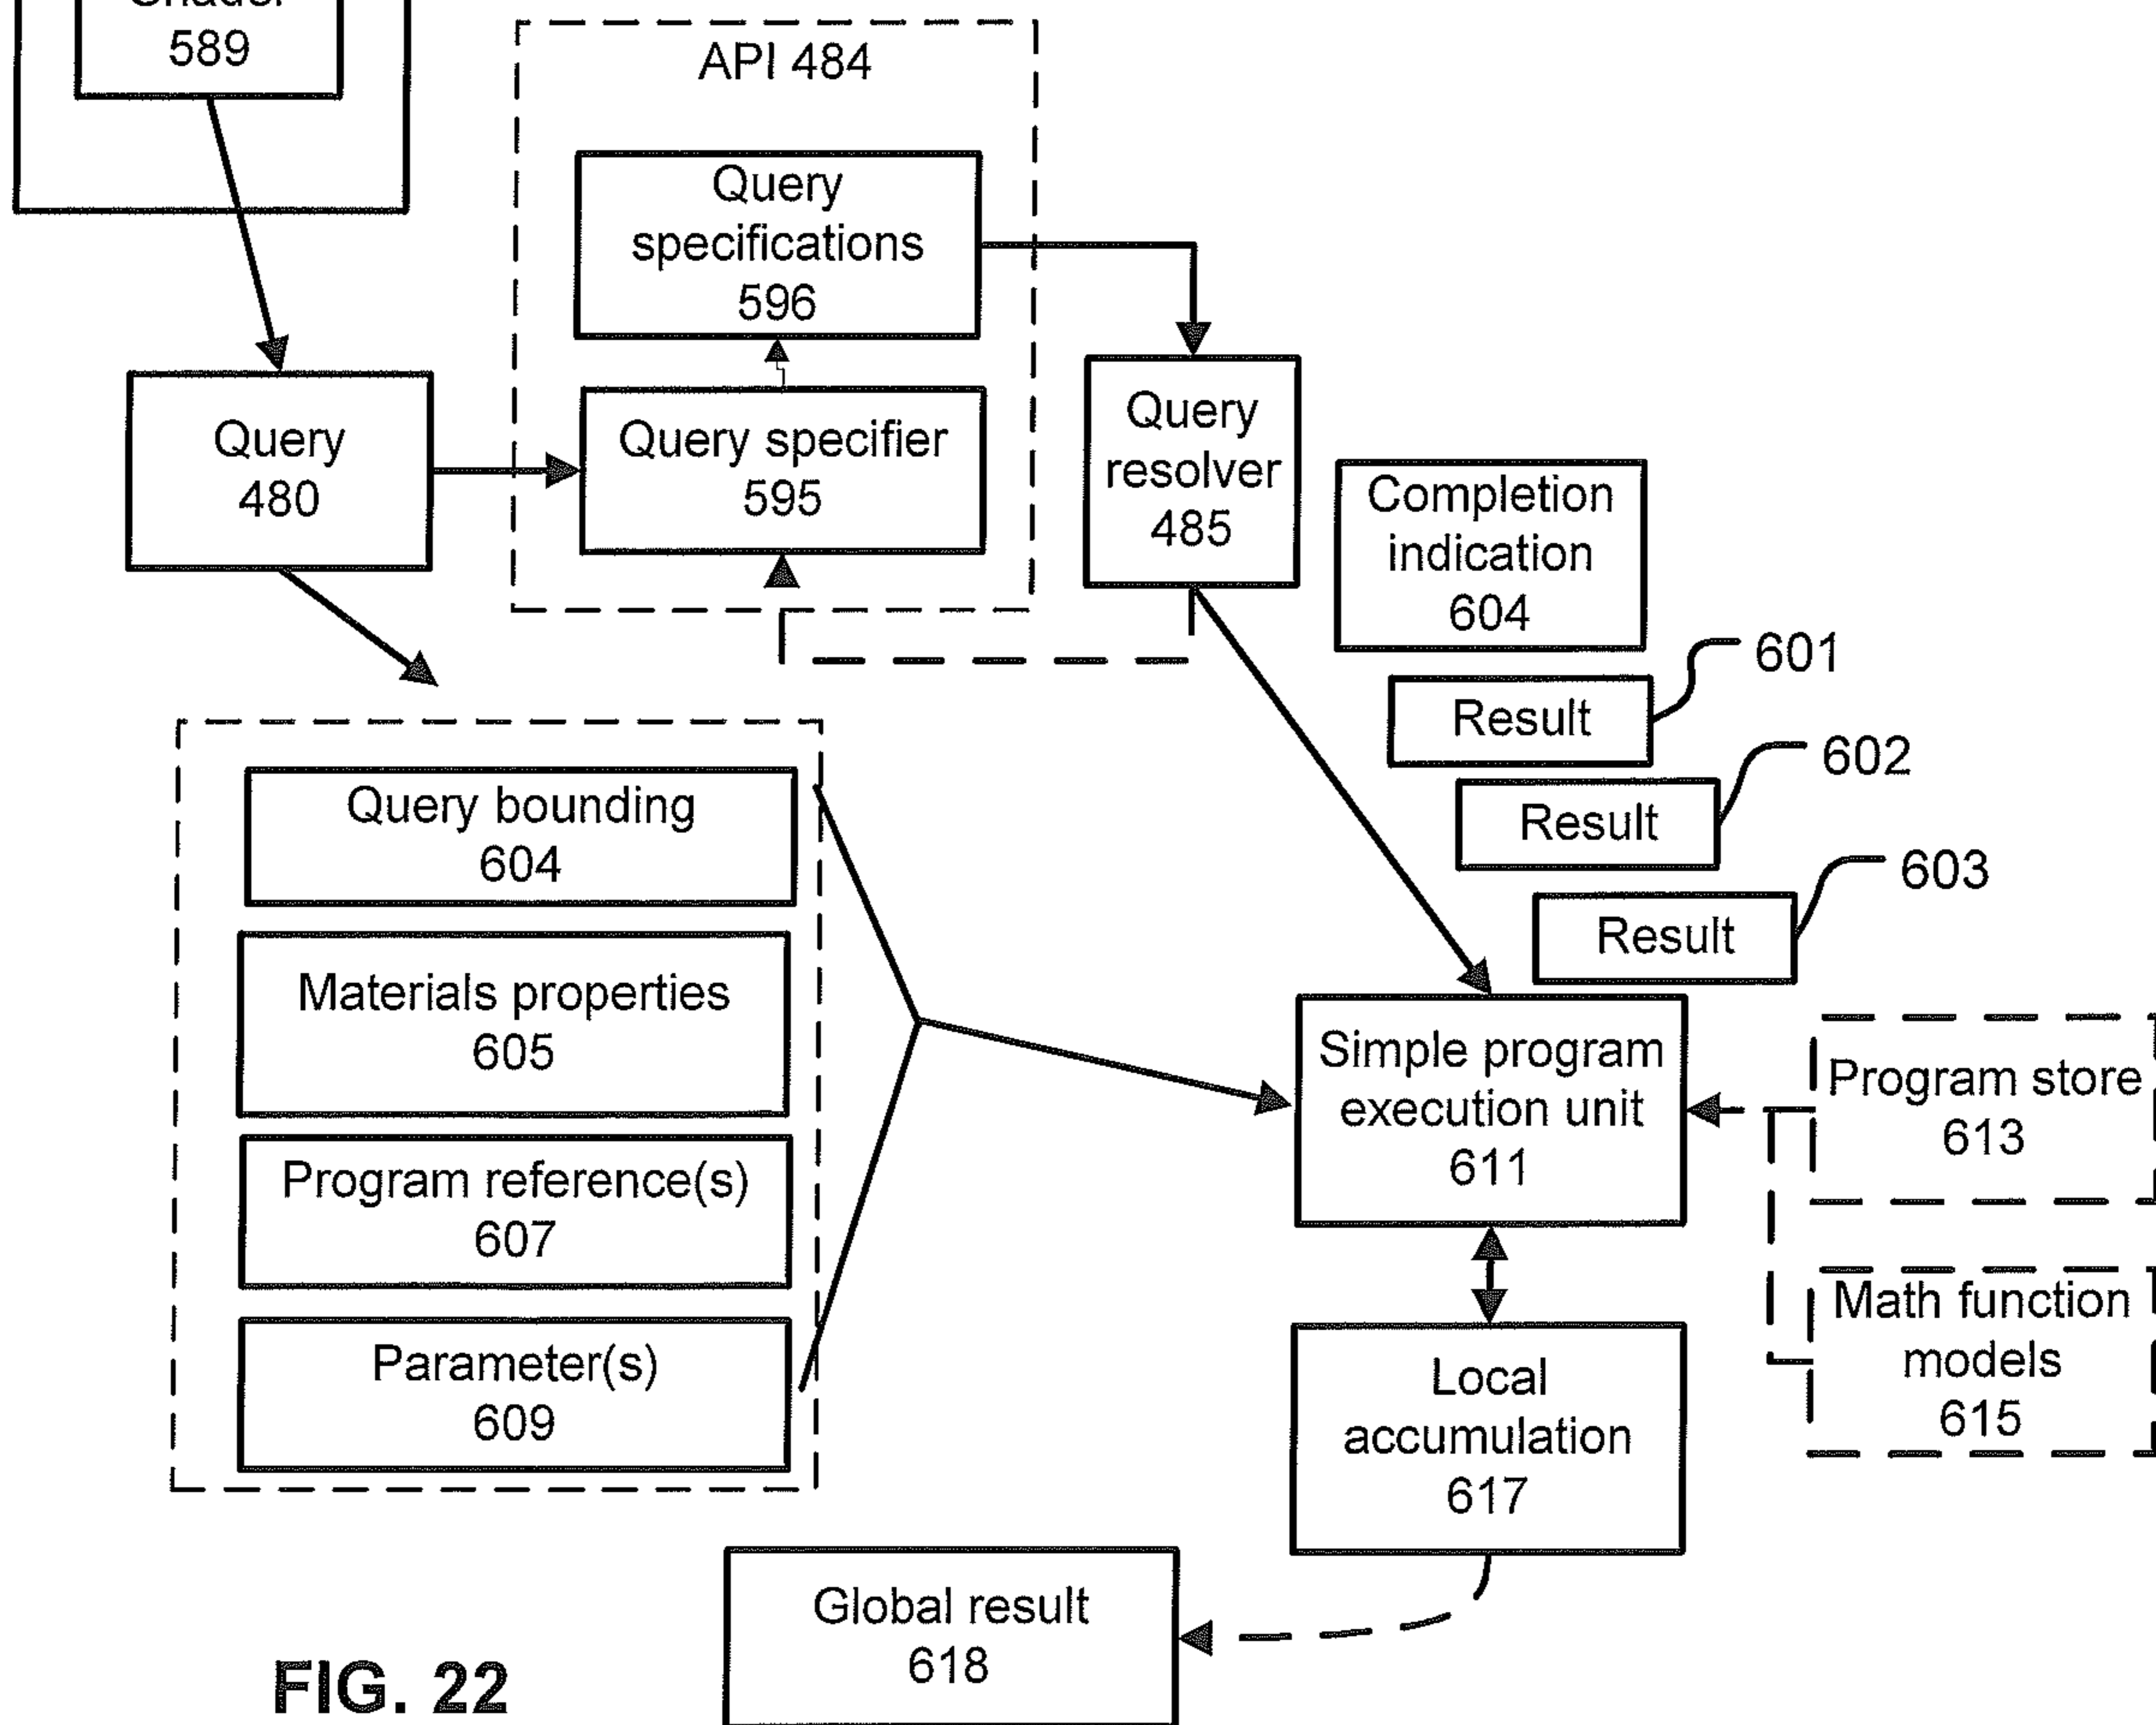 589
API 484
Query
specifications
596
Query
480
Query specifier
595
Query
resolver
485
Completion
indication
604
601
Result
602
Result
603
Result
Query bounding
604
Materials properties
605
Program reference(s)
607
Parameter(s)
609
Simple program
execution unit
611
Program store
613
Math function
models
615
Local
accumulation
617
Global result
618
FIG. 22